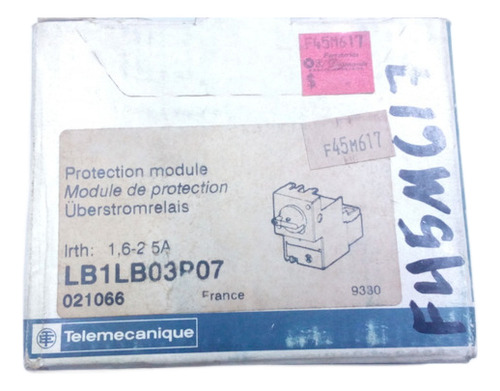 F45M617
$
F45M617
F45M617
Protection module
Module de protection
Überstromrelais
Irth: 1,6-2 5A
LB1LB03P07
021066
France
9330
Telemecanique